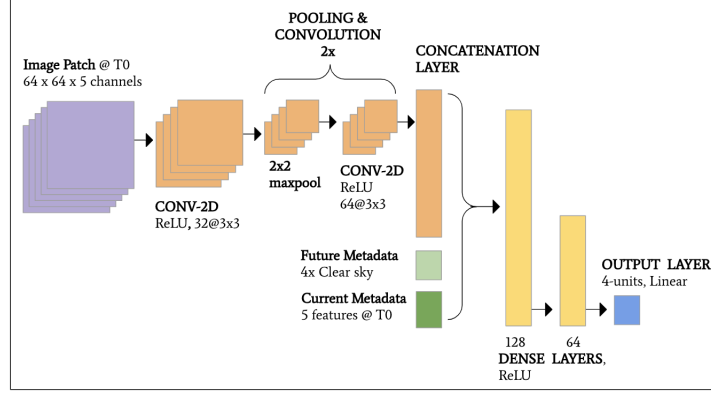 POOLING &
CONVOLUTION
2x
Image Patch @ T0
64 x 64 x 5 channels
CONCATENATION
LAYER
2x2
maxpool
CONV-2D
ReLU
64@3x3
CONV-2D
ReLU, 32@3x3
Future Metadata
4x Clear sky
Current Metadata
5 features @ T0
OUTPUT LAYER
4-units, Linear
128 64
DENSE LAYERS,
ReLU